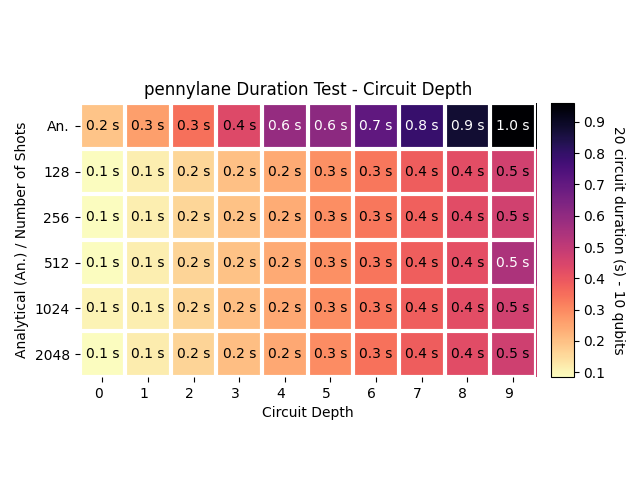 pennylane Duration Test - Circuit Depth
An. 0.2 s 0.3 s 0.3 s 0.4 s 0.6 s 0.6 s 0.7 s 0.8 s 0.9 s 1.0 s
128 0.1 s 0.1 s 0.2 s 0.2 s 0.2 s 0.3 s 0.3 s 0.4 s 0.4 s 0.5 s
256 0.1 s 0.1 s 0.2 s 0.2 s 0.2 s 0.3 s 0.3 s 0.4 s 0.4 s 0.5 s
512 0.1 s 0.1 s 0.2 s 0.2 s 0.2 s 0.3 s 0.3 s 0.4 s 0.4 s 0.5 s
1024 0.1 s 0.1 s 0.2 s 0.2 s 0.2 s 0.3 s 0.3 s 0.4 s 0.4 s 0.5 s
2048 0.1 s 0.1 s 0.2 s 0.2 s 0.2 s 0.3 s 0.3 s 0.4 s 0.4 s 0.5 s
0 1 2 3 4 5 6 7 8 9
Circuit Depth
Analytical (An.) / Number of Shots
0.9
0.8
0.7
0.6
0.5
0.4
0.3
0.2
0.1
20 circuit duration (s) - 10 qubits